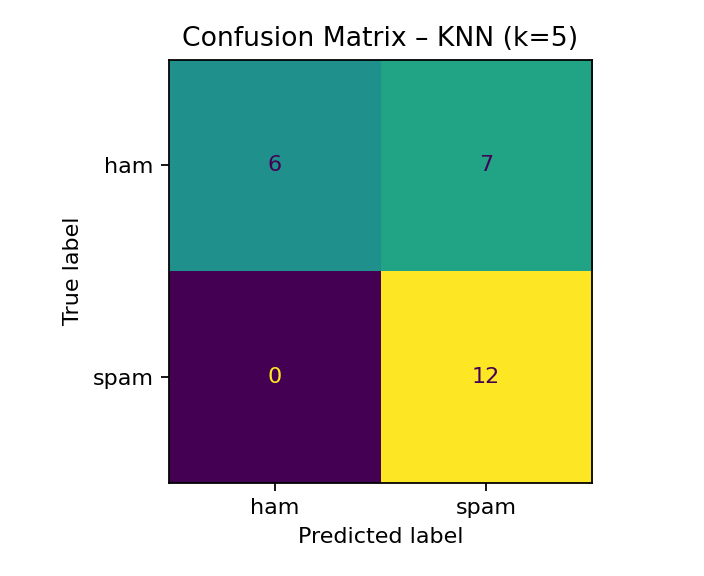 Confusion Matrix – KNN (k=5)
ham
6
7
True label
spam
0
12
ham
spam
Predicted label